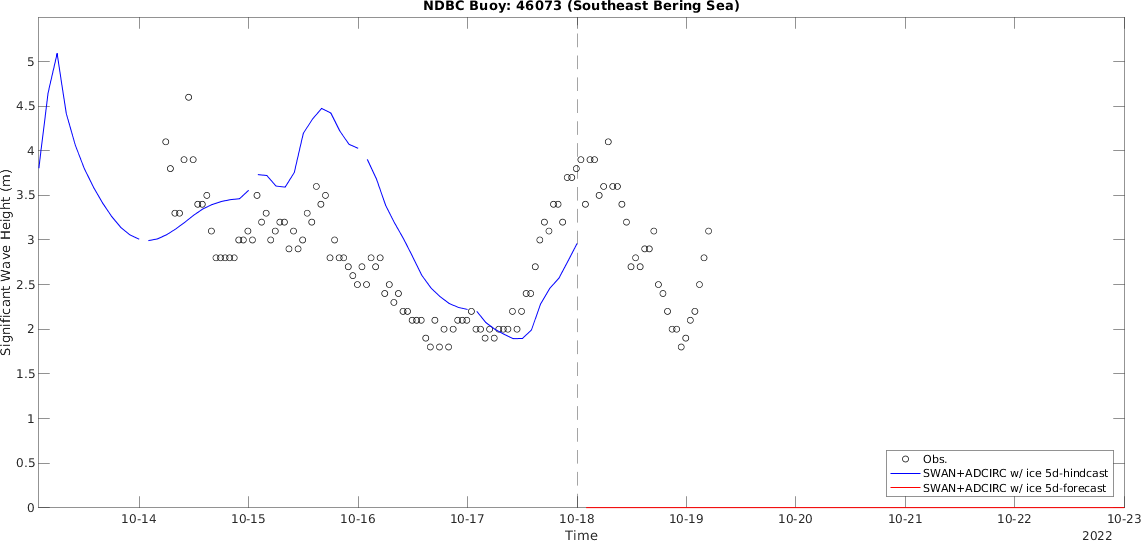 NDBC Buoy: 46073 (Southeast Bering Sea)
Significant Wave Height (m)
5
4.5
4
3.5
3
2.5
2
1.5
1
0.5
0
Obs.
SWAN+ADCIRC w/ ice 5d-hindcast
SWAN+ADCIRC w/ ice 5d-forecast
10-14 10-15 10-16 10-17 10-18 10-19 10-20 10-21 10-22 10-23
Time
2022